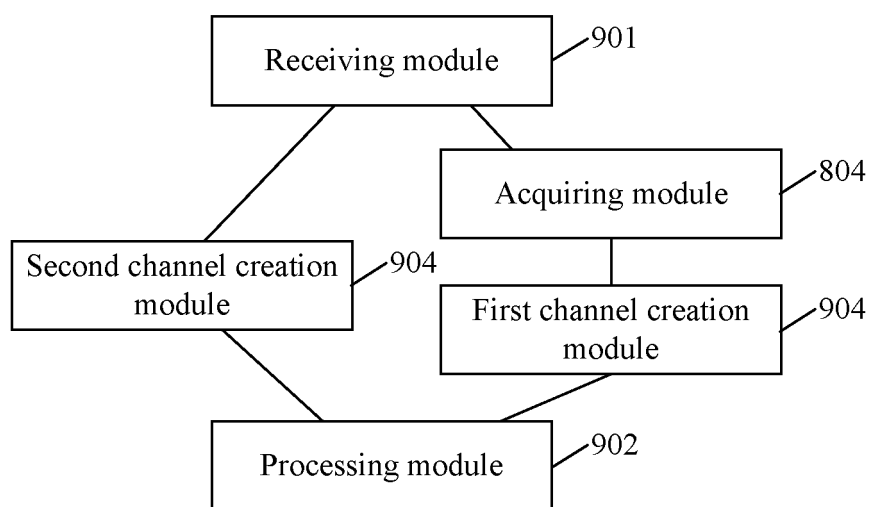 Receiving module
901
Acquiring module
804
Second channel creation
module
904
First channel creation
module
904
Processing module
902